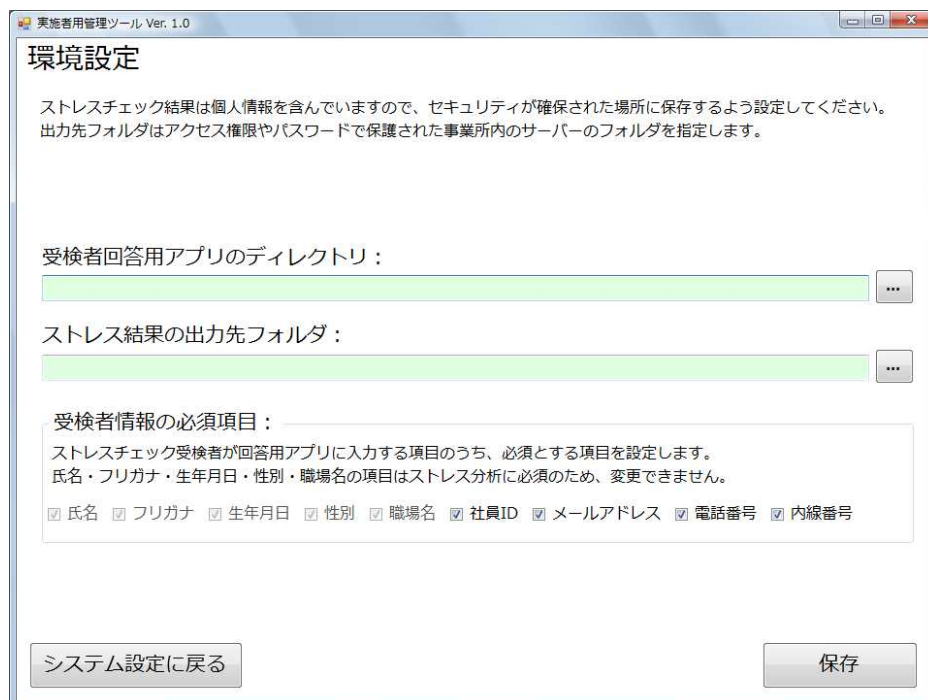 実施者用管理ツール Ver. 1.0
環境設定
ストレスチェック結果は個人情報を含んでいますので、セキュリティが確保された場所に保存するよう設定してください。
出力先フォルダはアクセス権限やパスワードで保護された事業所内のサーバーのフォルダを指定します。
受検者回答用アプリのディレクトリ：
...
ストレス結果の出力先フォルダ：
...
受検者情報の必須項目：
ストレスチェック受検者が回答用アプリに入力する項目のうち、必須とする項目を設定します。
氏名・フリガナ・生年月日・性別・職場名の項目はストレス分析に必須のため、変更できません。
氏名 フリガナ 生年月日 性別 職場名 社員ID メールアドレス 電話番号 内線番号
システム設定に戻る 保存